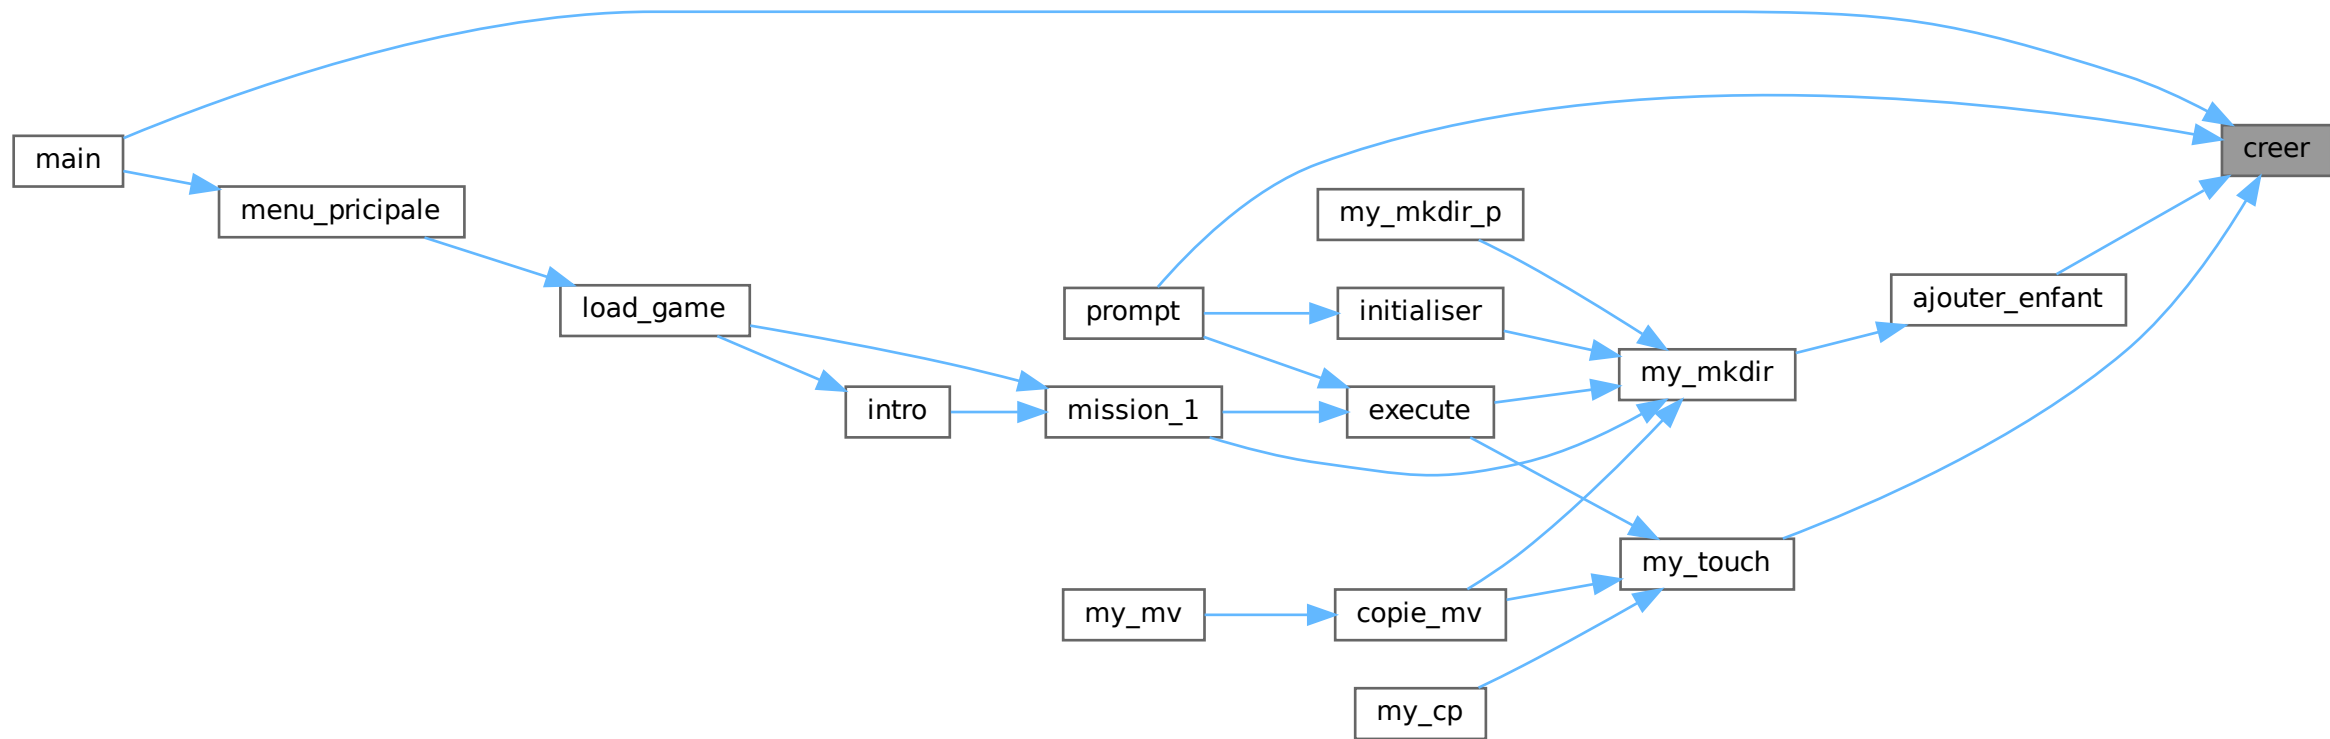 main
menu_pricipale
load_game
intro
mission_1
prompt
my_mkdir_p
initialiser
execute
my_mkdir
ajouter_enfant
creer
my_touch
copie_mv
my_mv
my_cp